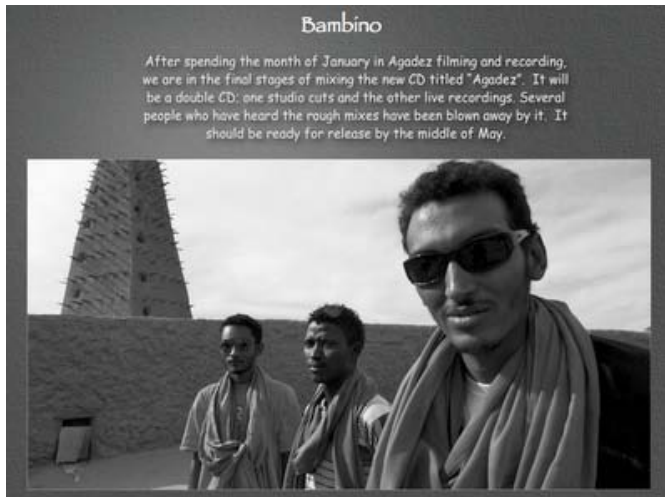 Bambino
After spending the month of January in Agadez filming and recording,
we are in the final stages of mixing the new CD titled "Agadez". It will
be a double CD; one studio cuts and the other live recordings. Several
people who have heard the rough mixes have been blown away by it. It
should be ready for release by the middle of May.